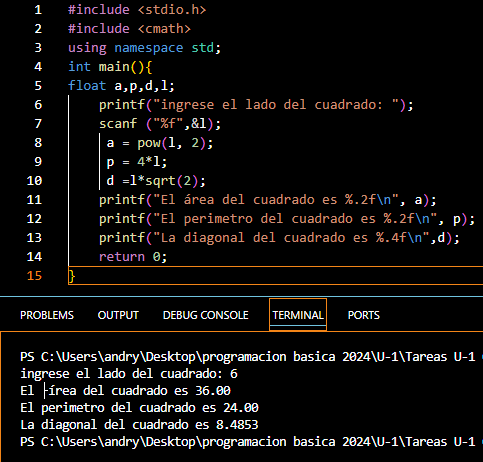 1 #include <stdio.h>
2 #include <cmath>
3 using namespace std;
4 int main(){
5 float a,p,d,l;
6     printf("ingrese el lado del cuadrado: ");
7     scanf ("%f",&l);
8      a = pow(l, 2);
9      p = 4*l;
10      d =l*sqrt(2);
11     printf("El área del cuadrado es %.2f\n", a);
12     printf("El perimetro del cuadrado es %.2f\n", p);
13     printf("La diagonal del cuadrado es %.4f\n",d);
14     return 0;
15 }
PROBLEMS OUTPUT DEBUG CONSOLE TERMINAL PORTS
PS C:\Users\andry\Desktop\programacion basica 2024\U-1\Tareas U-1
ingrese el lado del cuadrado: 6
El ├írea del cuadrado es 36.00
El perimetro del cuadrado es 24.00
La diagonal del cuadrado es 8.4853
PS C:\Users\andry\Desktop\programacion basica 2024\U-1\Tareas U-1